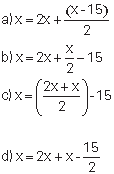 a) x = 2x + (x-15)/2
b) x = 2x + x/2 - 15
c) x = ((2x + x)/2) - 15
d) x = 2x + x - 15/2